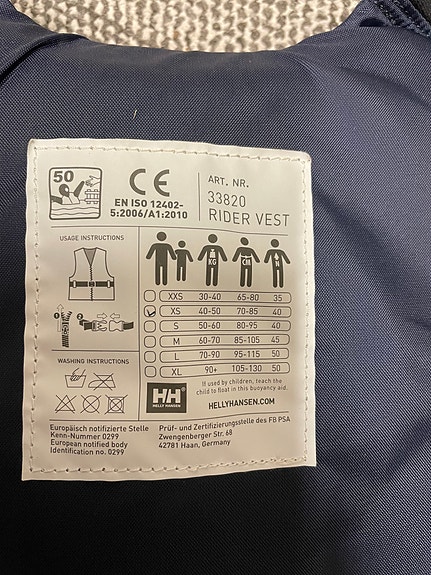 50
CE
EN ISO 12402-
5:2006/A1:2010
ART. NR.
33820
RIDER VEST
USAGE INSTRUCTIONS
KG CM N
XXS 30-40 65-80 35
XS 40-50 70-85 40
S 50-60 80-95 40
M 60-70 85-105 45
L 70-90 95-115 50
XL 90+ 105-130 50
1 2
WASHING INSTRUCTIONS
HH
HELLY HANSEN
If used by children, teach the
child to float in this buoyancy aid.
HELLYHANSEN.COM
Europäisch notifizierte Stelle
Kenn-Nummer 0299
European notified body
Identification no. 0299
Prüf- und Zertifizierungsstelle des FB PSA
Zwengenberger Str. 68
42781 Haan, Germany